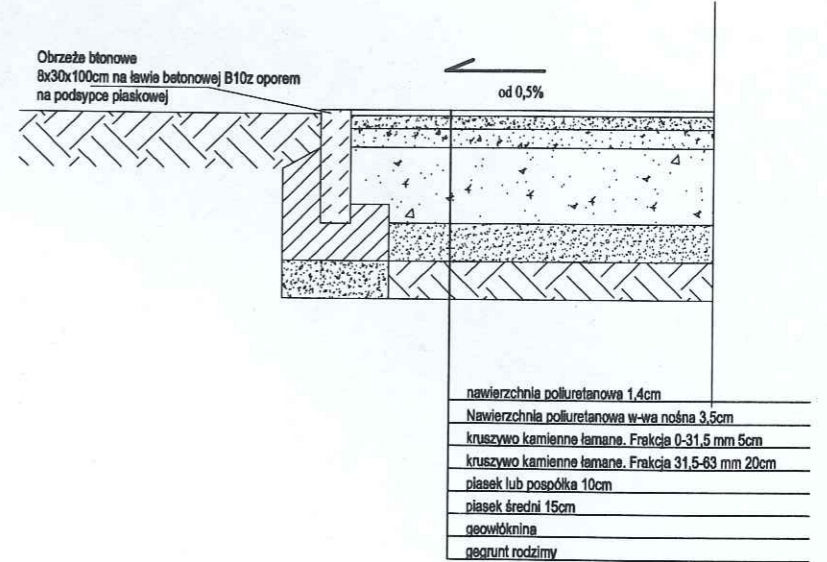 Obrzeże btonowe
8x30x100cm na ławie betonowej B10z oporem
na podsypce piaskowej
od 0,5%
nawierzchnia poliuretanowa 1,4cm
Nawierzchnia poliuretanowa w-wa nośna 3,5cm
kruszywo kamienne łamane. Frakcja 0-31,5 mm 5cm
kruszywo kamienne łamane. Frakcja 31,5-63 mm 20cm
piasek lub pospółka 10cm
piasek średni 15cm
geowłóknina
gegrunt rodzimy